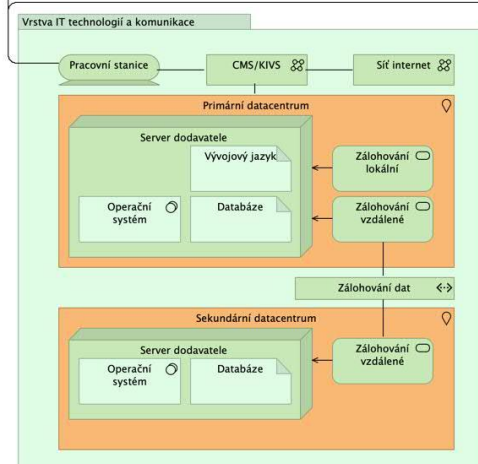 Vrstva IT technologií a komunikace
Pracovní stanice
CMS/KIVS
Síť internet
Primární datacentrum
Server dodavatele
Vývojový jazyk
Zálohování
lokální
Operační
systém
Databáze
Zálohování
vzdálené
Zálohování dat
Sekundární datacentrum
Server dodavatele
Operační
systém
Databáze
Zálohování
vzdálené